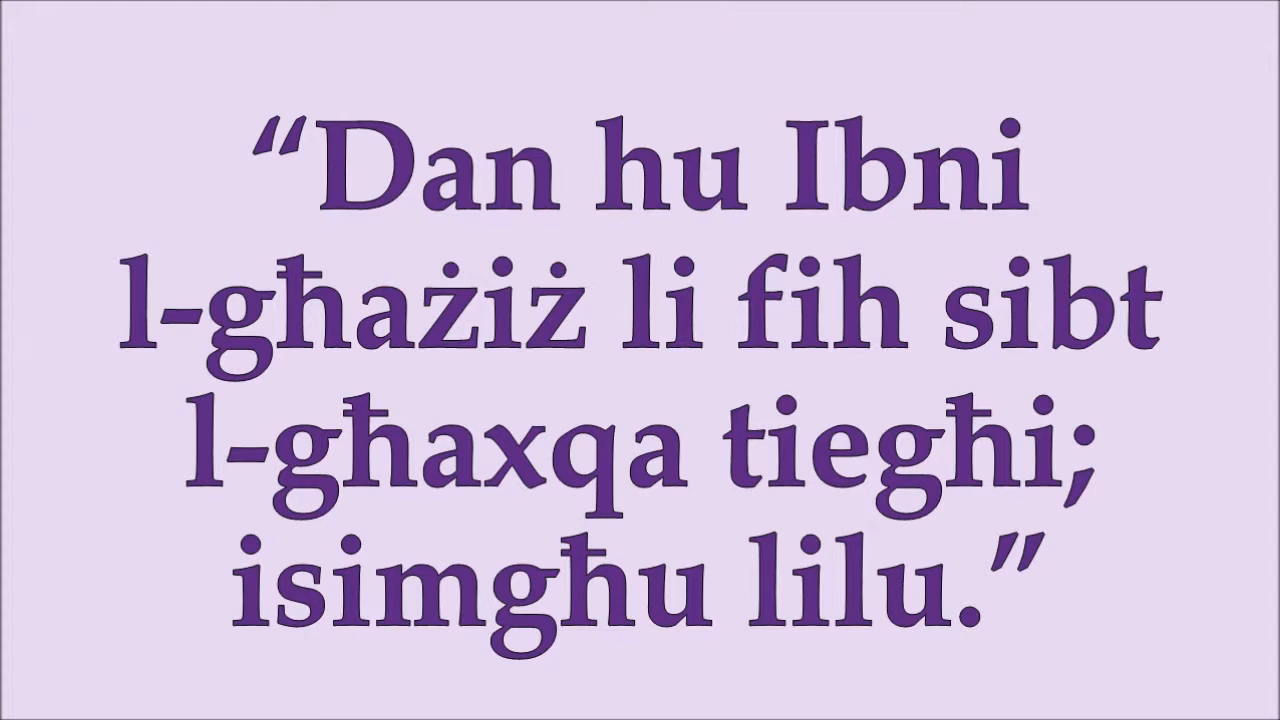 “Dan hu Ibni
l-għażiż li fih sibt
l-għaxqa tiegħi;
isimgħu lilu.”